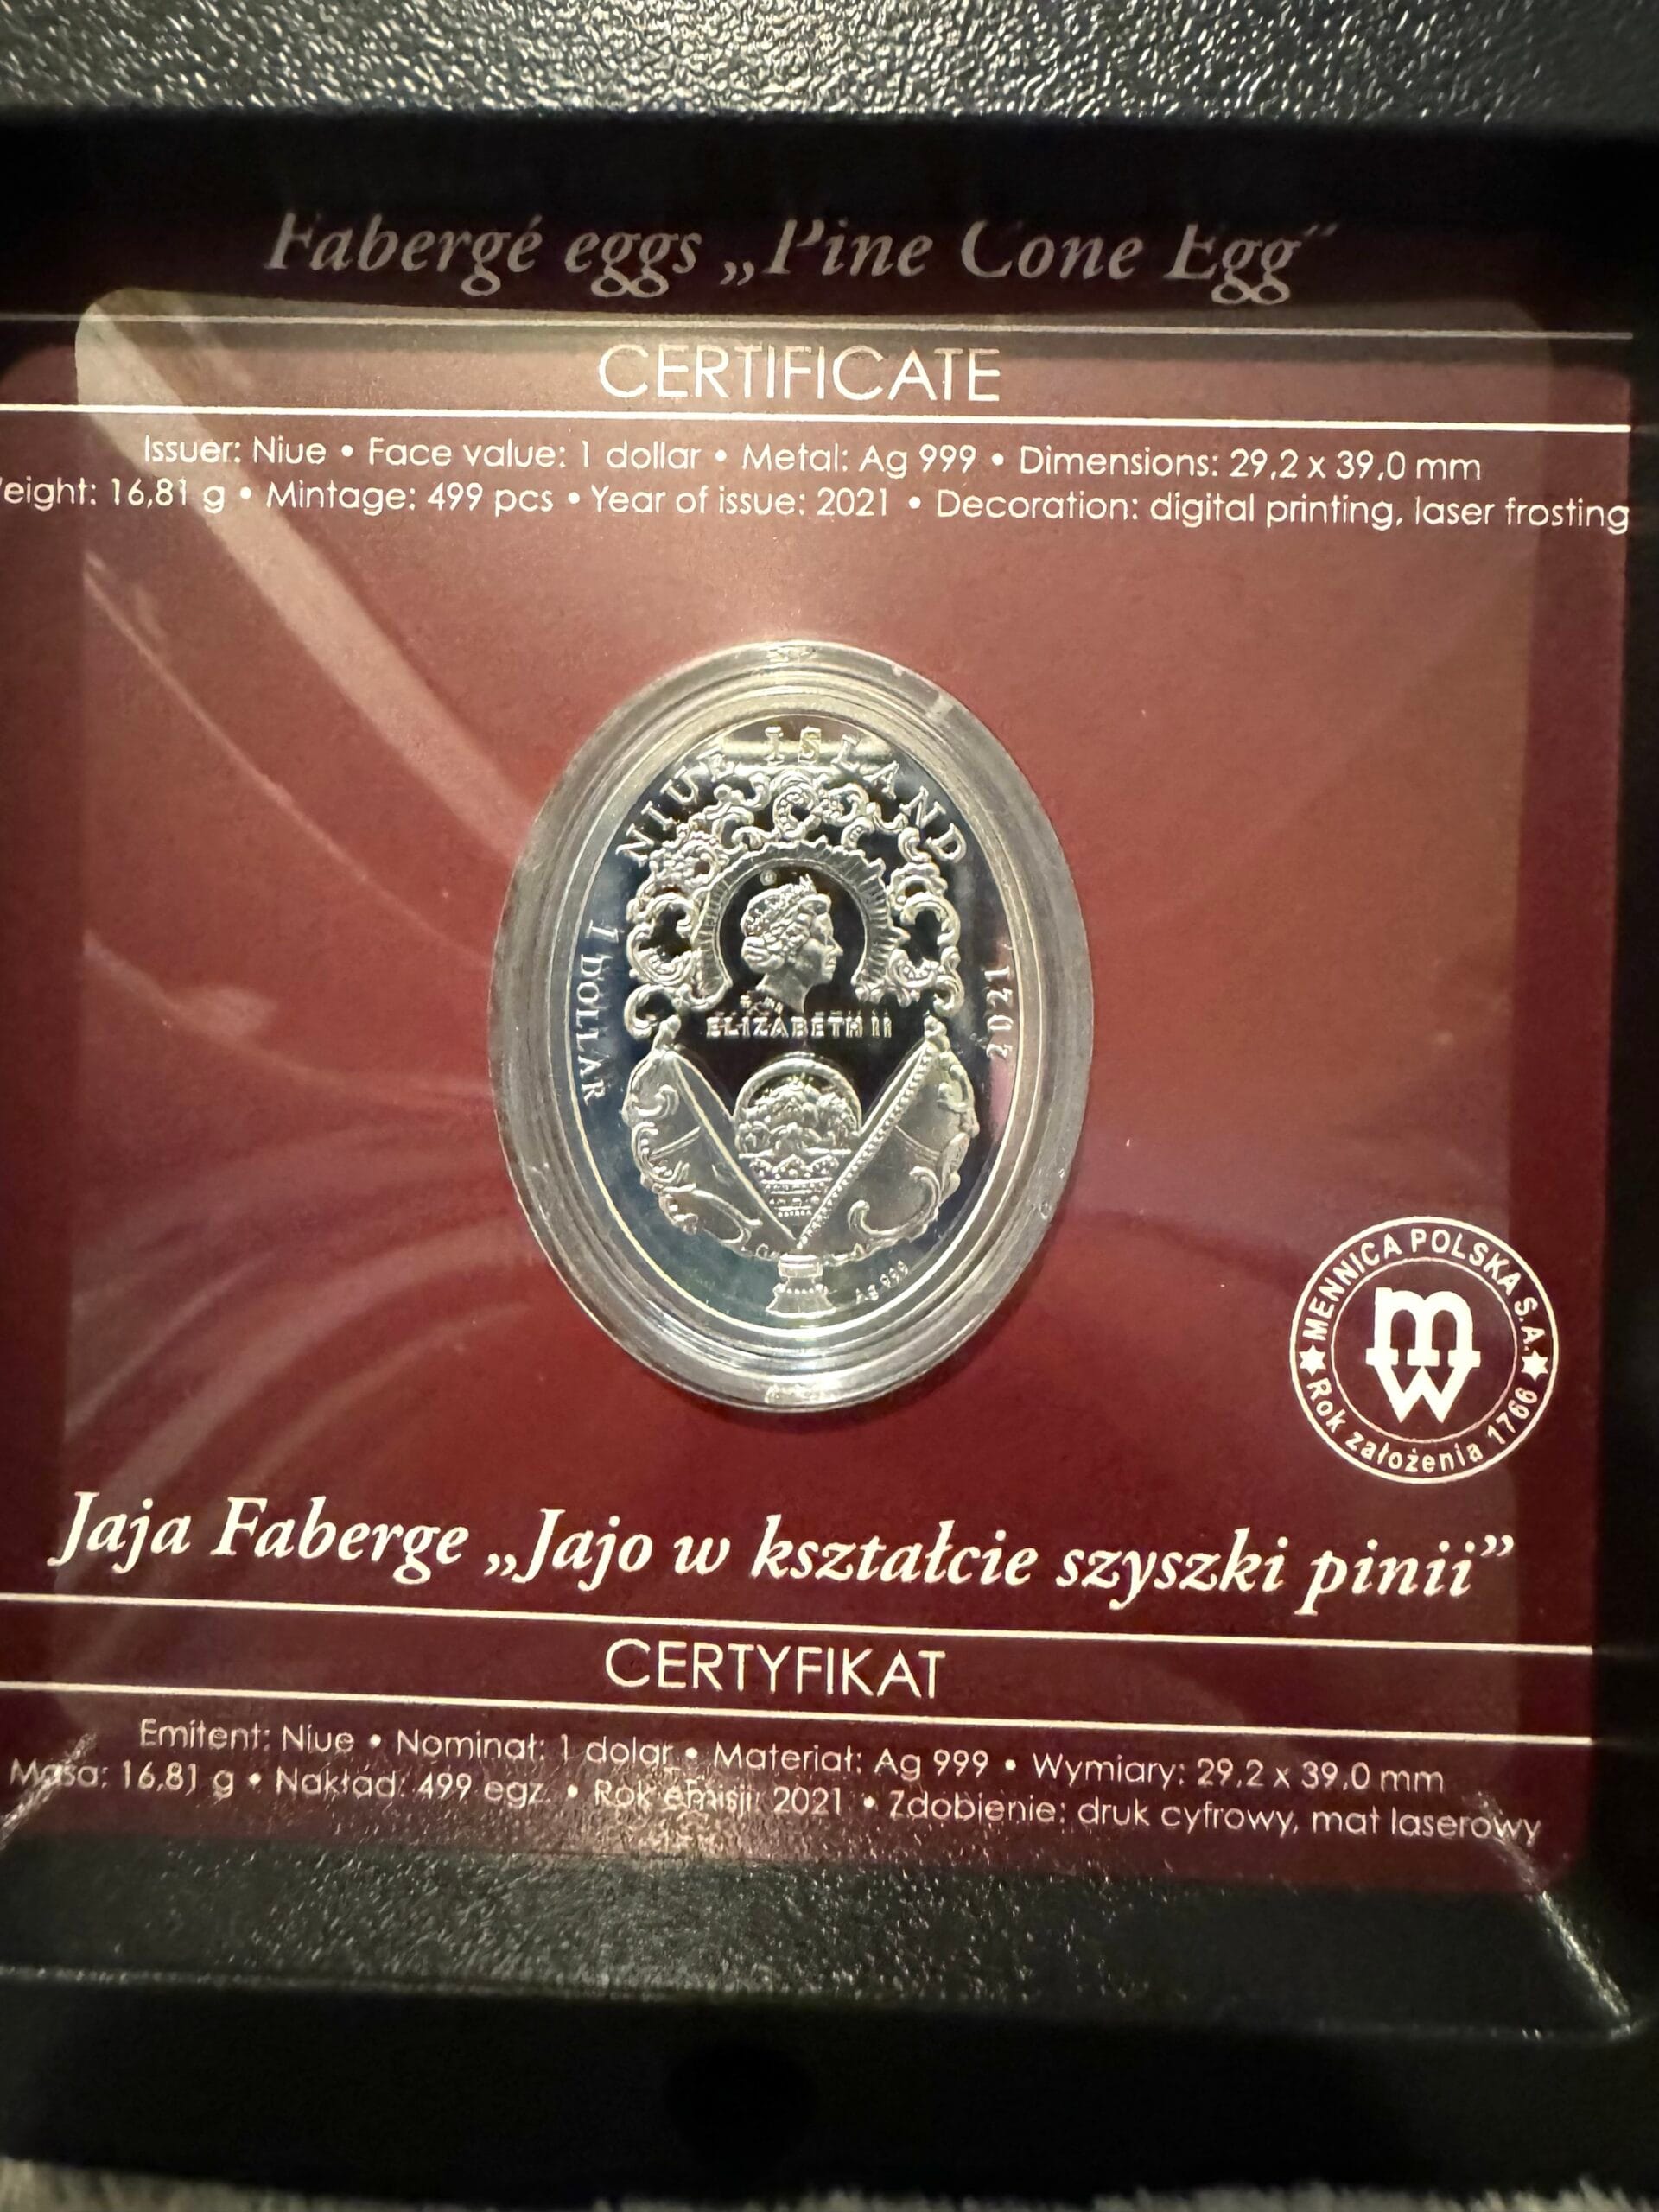 Fabergé eggs „Pine Cone Egg”
CERTIFICATE
Issuer: Niue • Face value: 1 dollar • Metal: Ag 999 • Dimensions: 29,2 x 39,0 mm
eight: 16,81 g • Mintage: 499 pcs • Year of issue: 2021 • Decoration: digital printing, laser frosting
NIUE ISLAND
1 DOLLAR
2021
ELIZABETH II
Ag 999
MENNICA POLSKA S.A.
mw
Rok założenia 1766
Jaja Faberge „Jajo w kształcie szyszki pinii”
CERTYFIKAT
Emitent: Niue • Nominał: 1 dolar • Materiał: Ag 999 • Wymiary: 29,2 x 39,0 mm
Masa: 16,81 g • Nakład: 499 egz. • Rok emisji: 2021 • Zdobienie: druk cyfrowy, mat laserowy